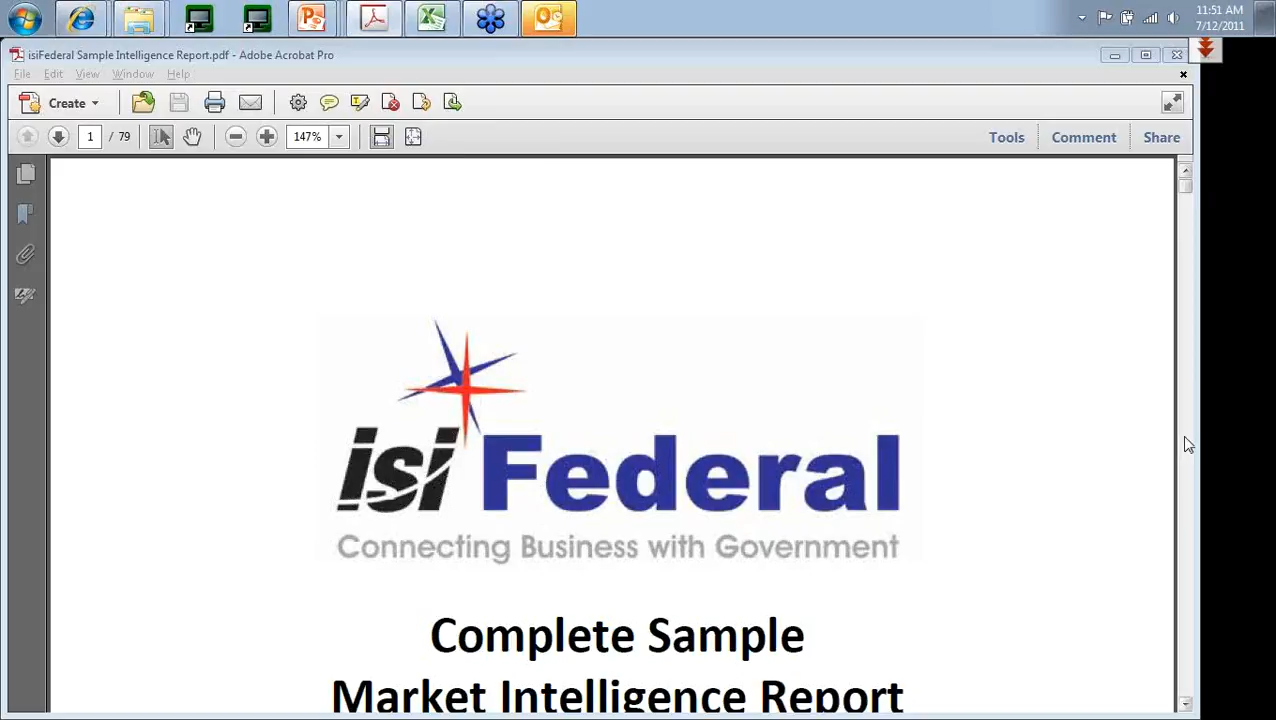 11:51 AM
7/12/2011
isiFederal Sample Intelligence Report.pdf - Adobe Acrobat Pro
File Edit View Window Help
Create
1 / 79 147% Tools Comment Share
isi Federal
Connecting Business with Government
Complete Sample
Market Intelligence Report